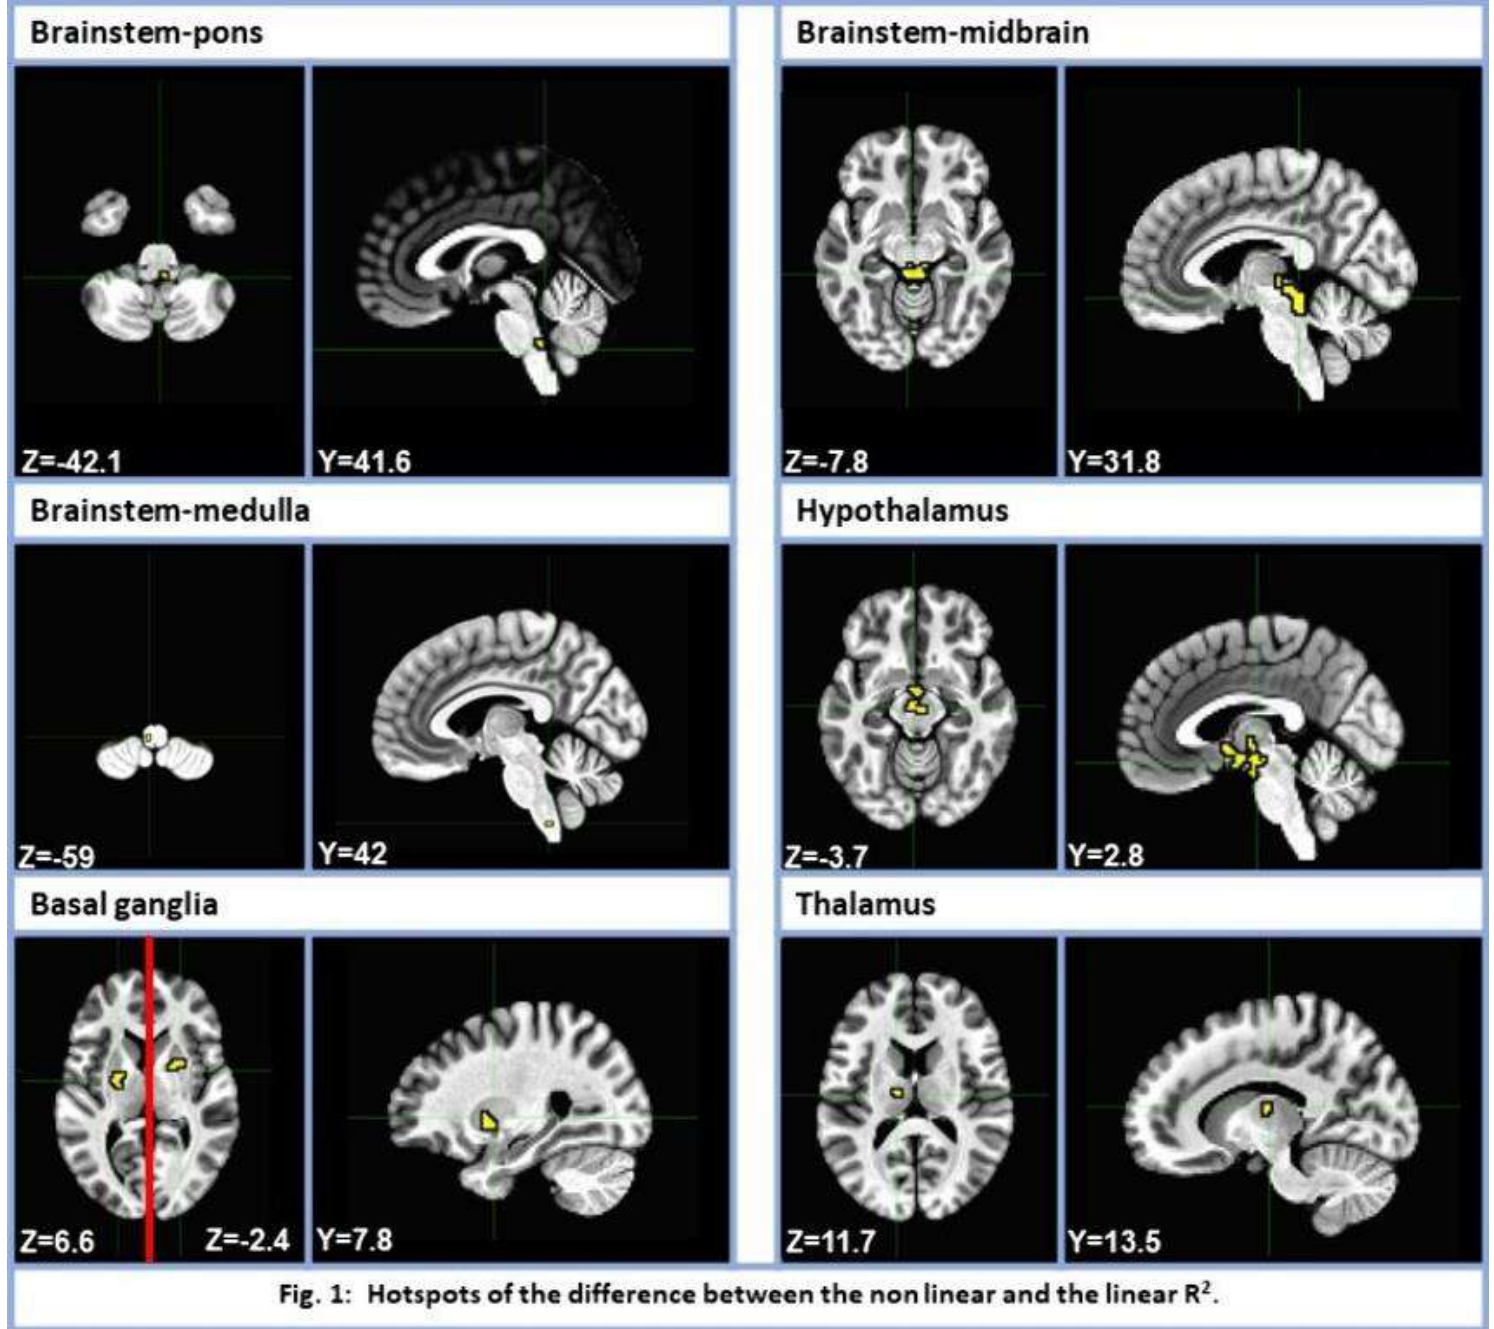 Brainstem-pons
Z=-42.1
Y=41.6
Brainstem-midbrain
Z=-7.8
Y=31.8
Brainstem-medulla
Z=-59
Y=42
Hypothalamus
Z=-3.7
Y=2.8
Basal ganglia
Z=6.6
Z=-2.4
Y=7.8
Thalamus
Z=11.7
Y=13.5
Fig. 1: Hotspots of the difference between the non linear and the linear R².